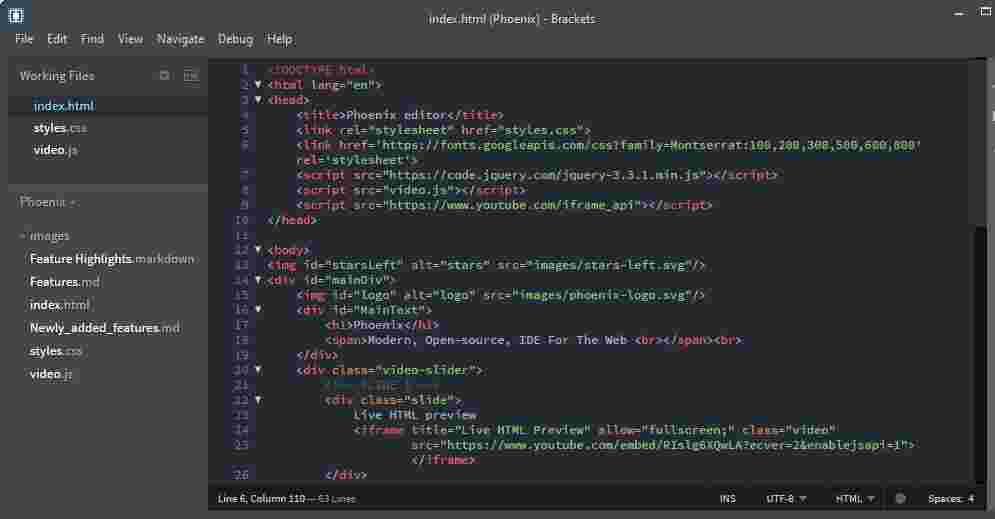 index.html (Phoenix) - Brackets
File Edit Find View Navigate Debug Help
Working Files
index.html
styles.css
video.js
Phoenix
images
Feature Highlights.markdown
Features.md
index.html
Newly_added_features.md
styles.css
video.js
1 <!DOCTYPE html>
2 <html lang="en">
3 <head>
4 <title>Phoenix editor</title>
5 <link rel="stylesheet" href="styles.css">
6 <link href='https://fonts.googleapis.com/css?family=Montserrat:100,200,300,500,600,800'
rel='stylesheet'>
7 <script src="https://code.jquery.com/jquery-3.3.1.min.js"></script>
8 <script src="video.js"></script>
9 <script src="https://www.youtube.com/iframe_api"></script>
10 </head>
11
12 <body>
13 <img id="starsLeft" alt="stars" src="images/stars-left.svg"/>
14 <div id="mainDiv">
15 <img id="logo" alt="logo" src="images/phoenix-logo.svg"/>
16 <div id="MainText">
17 <h1>Phoenix</h1>
18 <span>Modern, Open-source, IDE For The Web <br></span><br>
19 </div>
20 <div class="video-slider">
21
22 <div class="slide">
23 Live HTML preview
24 <iframe title="Live HTML Preview" allow="fullscreen;" class="video"
25 src="https://www.youtube.com/embed/RIslg6XQwLA?ecver=2&enablejsapi=1">
</iframe>
26 </div>
Line 6, Column 110 — 63 Lines INS UTF-8 HTML Spaces: 4